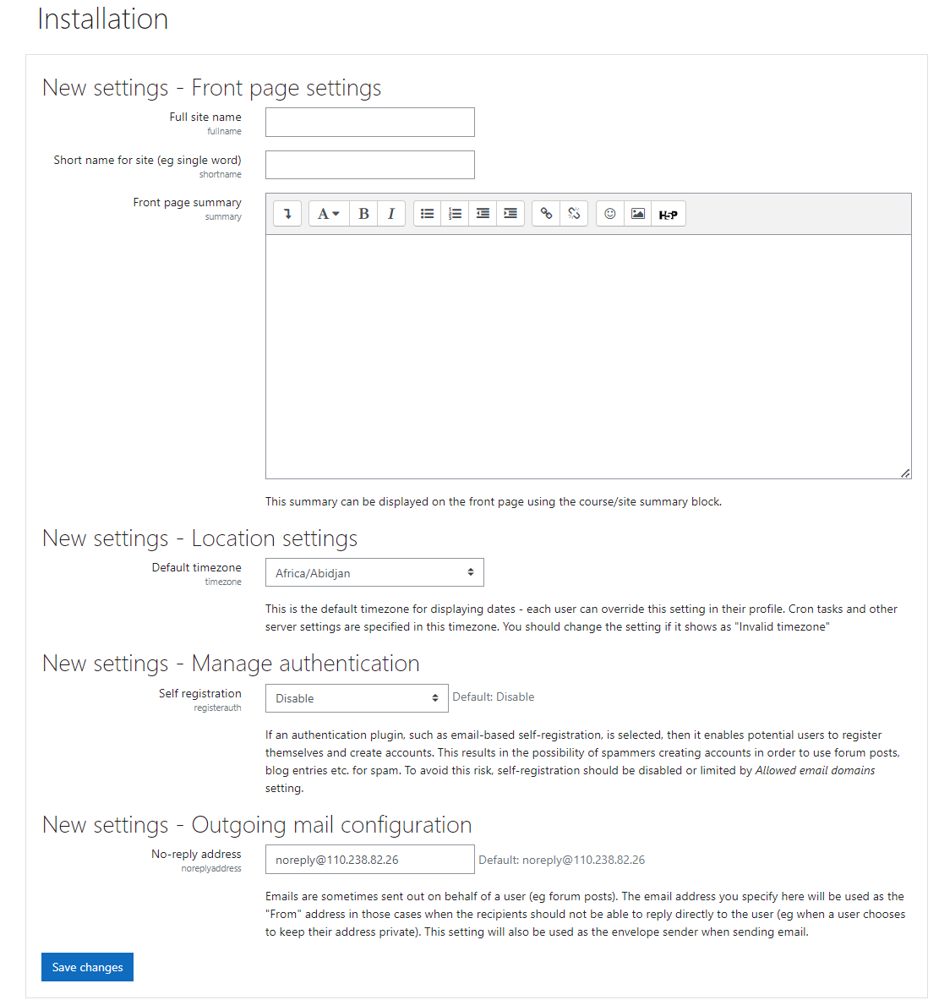 Installation
New settings - Front page settings
Full site name
fullname
Short name for site (eg single word)
shortname
Front page summary
summary
A B I H-P
This summary can be displayed on the front page using the course/site summary block.
New settings - Location settings
Default timezone
timezone
Africa/Abidjan
This is the default timezone for displaying dates - each user can override this setting in their profile. Cron tasks and other
server settings are specified in this timezone. You should change the setting if it shows as "Invalid timezone"
New settings - Manage authentication
Self registration
registerauth
Disable Default: Disable
If an authentication plugin, such as email-based self-registration, is selected, then it enables potential users to register
themselves and create accounts. This results in the possibility of spammers creating accounts in order to use forum posts,
blog entries etc. for spam. To avoid this risk, self-registration should be disabled or limited by Allowed email domains
setting.
New settings - Outgoing mail configuration
No-reply address
noreplyaddress
noreply@110.238.82.26 Default: noreply@110.238.82.26
Emails are sometimes sent out on behalf of a user (eg forum posts). The email address you specify here will be used as the
"From" address in those cases when the recipients should not be able to reply directly to the user (eg when a user chooses
to keep their address private). This setting will also be used as the envelope sender when sending email.
Save changes